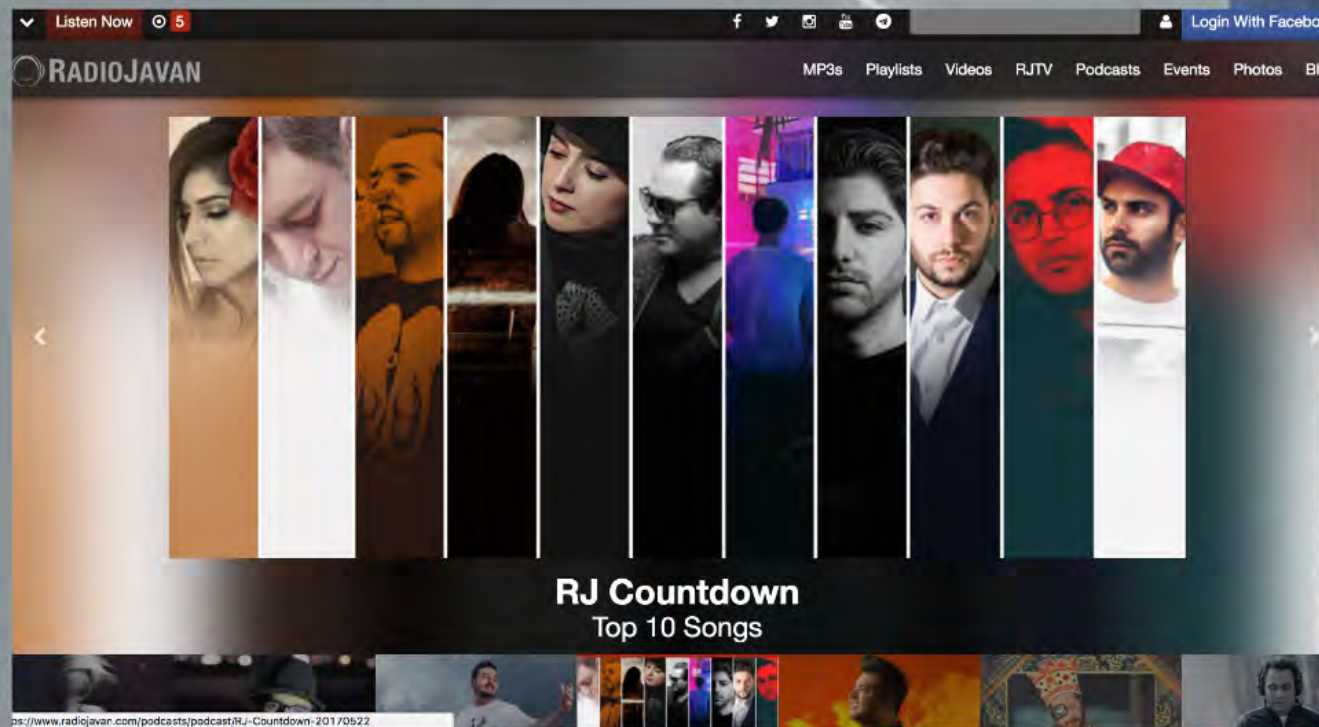 Listen Now 5
Login With Facebo
RADIOJAVAN
MP3s Playlists Videos RJTV Podcasts Events Photos Bl
RJ Countdown
Top 10 Songs
ps://www.radiojavan.com/podcasts/podcast/RJ-Countdown-20170522